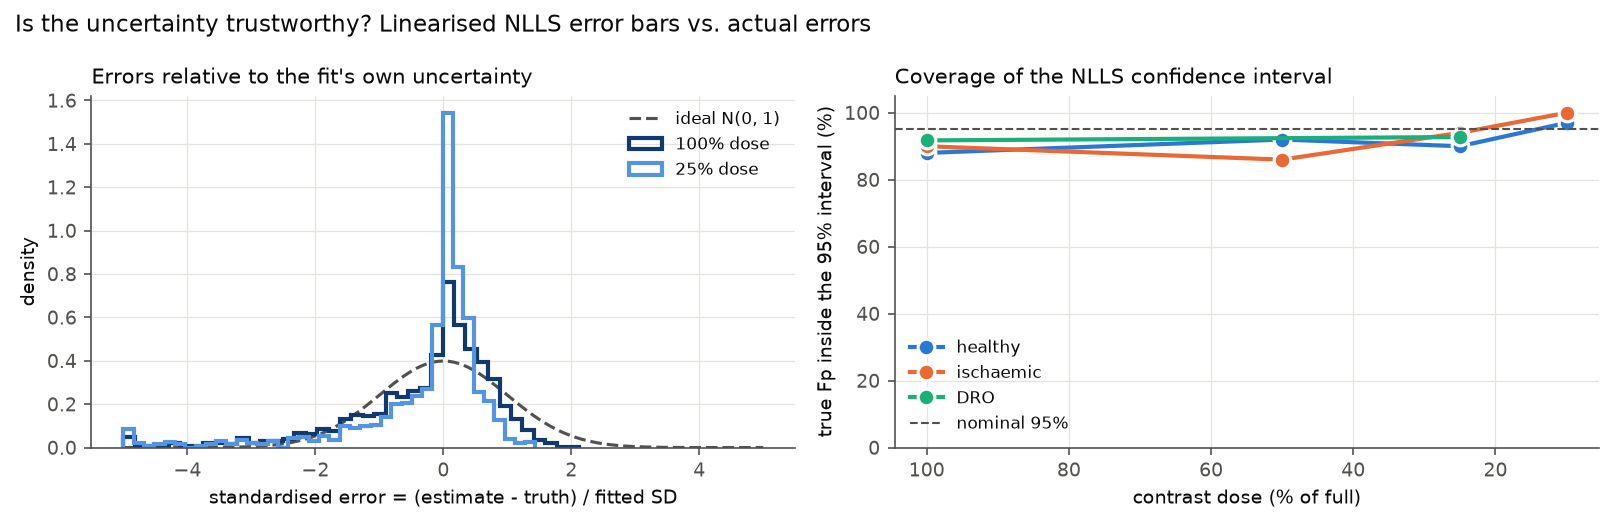 Is the uncertainty trustworthy? Linearised NLLS error bars vs. actual errors
Errors relative to the fit's own uncertainty
1.6
1.4
1.2
1.0
0.8
0.6
0.4
0.2
0.0
density
−4
−2
0
2
4
standardised error = (estimate - truth) / fitted SD
ideal N(0, 1)
100% dose
25% dose
Coverage of the NLLS confidence interval
100
80
60
40
20
0
true Fp inside the 95% interval (%)
100
80
60
40
20
contrast dose (% of full)
healthy
ischaemic
DRO
nominal 95%